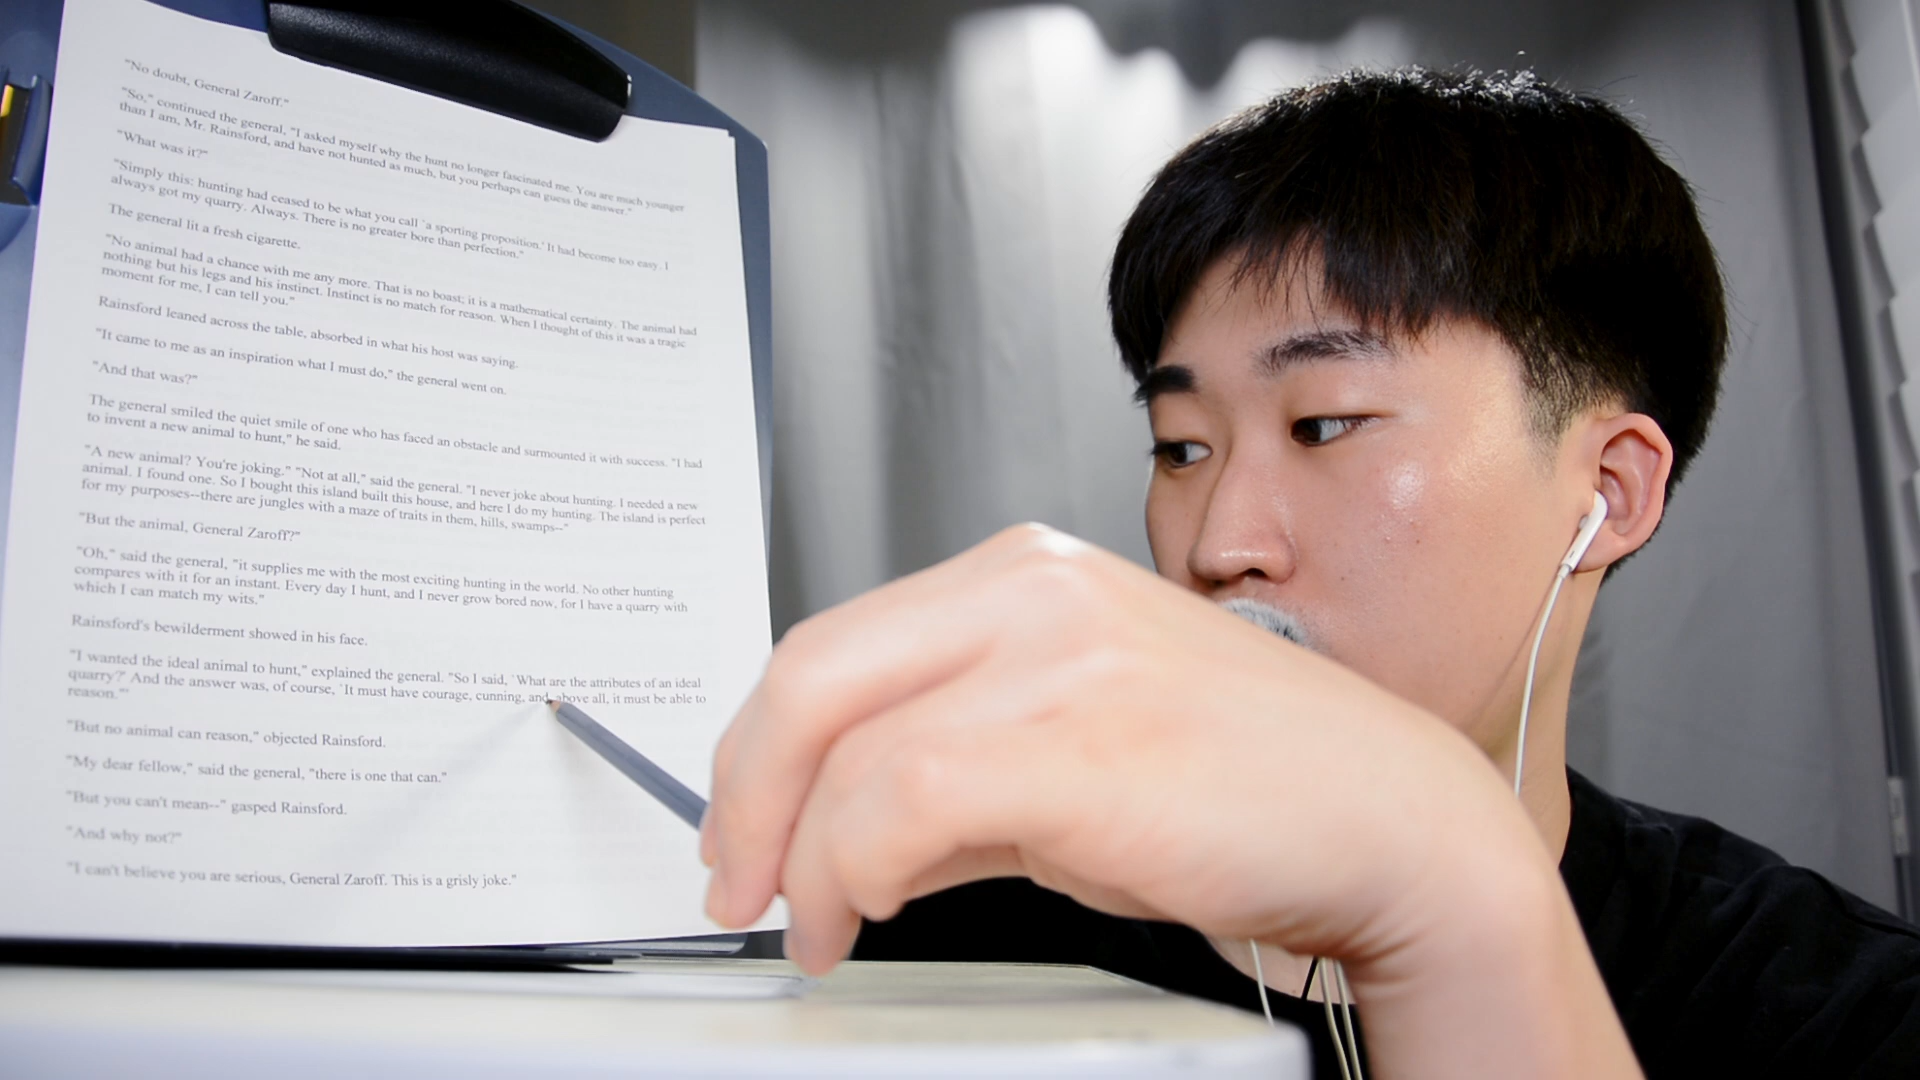 "No doubt, General Zaroff."
"So," continued the general, "I asked myself why the hunt no longer fascinated me. You are much younger
than I am, Mr. Rainsford, and have not hunted as much, but you perhaps can guess the answer."
"What was it?"
"Simply this: hunting had ceased to be what you call `a sporting proposition.' It had become too easy. I
always got my quarry. Always. There is no greater bore than perfection."
The general lit a fresh cigarette.
"No animal had a chance with me any more. That is no boast; it is a mathematical certainty. The animal had
nothing but his legs and his instinct. Instinct is no match for reason. When I thought of this it was a tragic
moment for me, I can tell you."
Rainsford leaned across the table, absorbed in what his host was saying.
"It came to me as an inspiration what I must do," the general went on.
"And that was?"
The general smiled the quiet smile of one who has faced an obstacle and surmounted it with success. "I had
to invent a new animal to hunt," he said.
"A new animal? You're joking." "Not at all," said the general. "I never joke about hunting. I needed a new
animal. I found one. So I bought this island built this house, and here I do my hunting. The island is perfect
for my purposes--there are jungles with a maze of traits in them, hills, swamps--"
"But the animal, General Zaroff?"
"Oh," said the general, "it supplies me with the most exciting hunting in the world. No other hunting
compares with it for an instant. Every day I hunt, and I never grow bored now, for I have a quarry with
which I can match my wits."
Rainsford's bewilderment showed in his face.
"I wanted the ideal animal to hunt," explained the general. "So I said, `What are the attributes of an ideal
quarry?' And the answer was, of course, `It must have courage, cunning, and, above all, it must be able to
reason."'
"But no animal can reason," objected Rainsford.
"My dear fellow," said the general, "there is one that can."
"But you can't mean--" gasped Rainsford.
"And why not?"
"I can't believe you are serious, General Zaroff. This is a grisly joke."